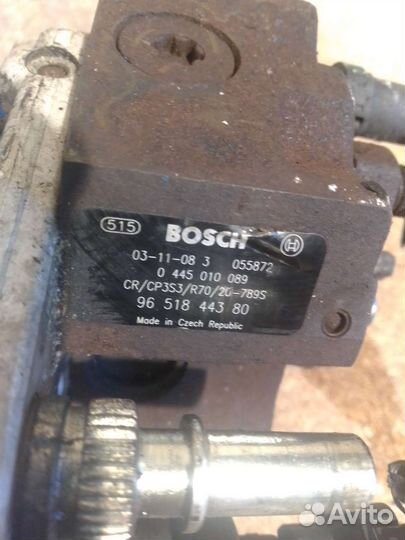 515 BOSCH
03-11-08 3 055872
0 445 010 089
CR/CP3S3/R70/20-789S
96 518 443 80
Made in Czech Republic
Avito